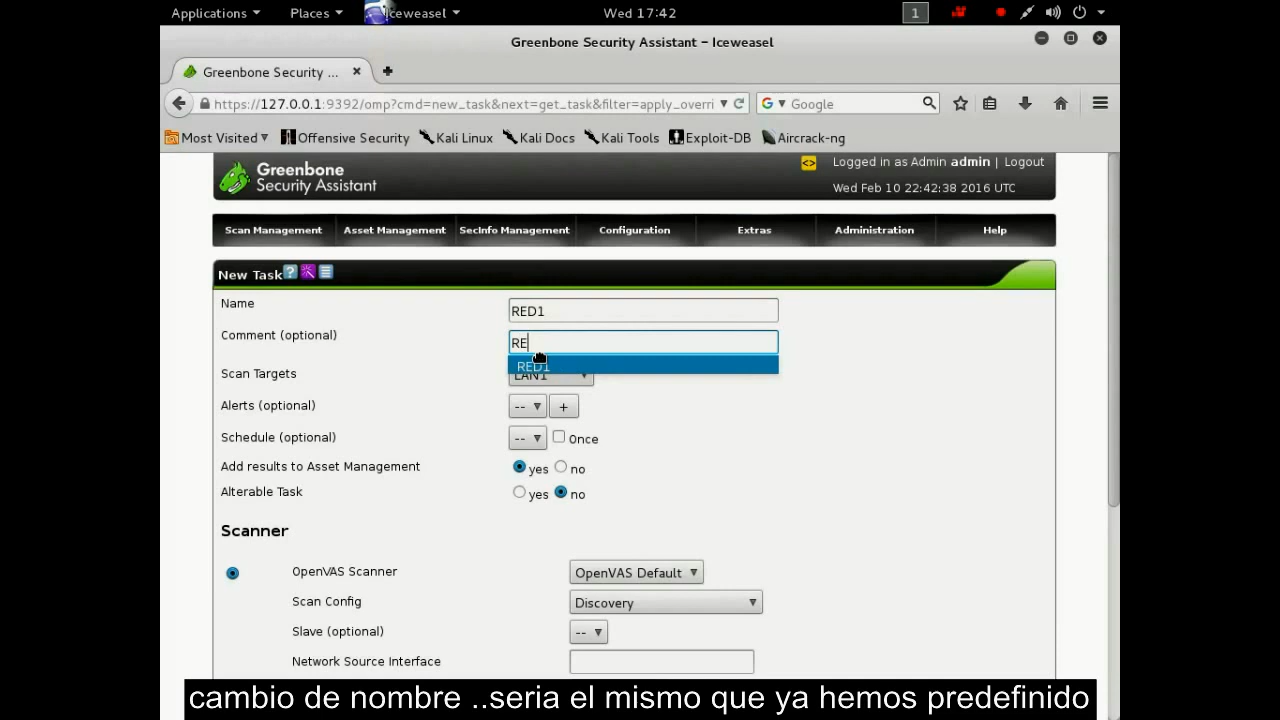 Applications ▾ Places ▾ Iceweasel ▾ Wed 17:42 1
Greenbone Security Assistant – Iceweasel
Greenbone Security ...
https://127.0.0.1:9392/omp?cmd=new_task&next=get_task&filter=apply_overri
Google
Most Visited Offensive Security Kali Linux Kali Docs Kali Tools Exploit-DB Aircrack-ng
Greenbone
Security Assistant
Logged in as Admin admin | Logout
Wed Feb 10 22:42:38 2016 UTC
Scan Management Asset Management SecInfo Management Configuration Extras Administration Help
New Task
Name RED1
Comment (optional) RE
RED1
Scan Targets LAN1
Alerts (optional) -- +
Schedule (optional) -- Once
Add results to Asset Management yes no
Alterable Task yes no
Scanner
OpenVAS Scanner OpenVAS Default
Scan Config Discovery
Slave (optional) --
Network Source Interface
cambio de nombre ..seria el mismo que ya hemos predefinido